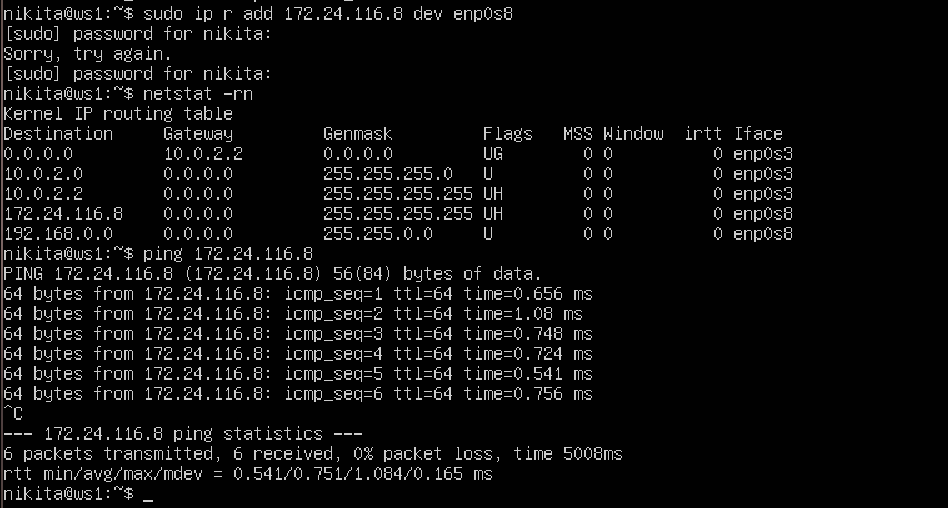 nikita@ws1:~$ sudo ip r add 172.24.116.8 dev enp0s8
[sudo] password for nikita:
Sorry, try again.
[sudo] password for nikita:
nikita@ws1:~$ netstat -rn
Kernel IP routing table
Destination     Gateway         Genmask         Flags   MSS Window  irtt Iface
0.0.0.0         10.0.2.2        0.0.0.0         UG        0 0          0 enp0s3
10.0.2.0        0.0.0.0         255.255.255.0   U         0 0          0 enp0s3
10.0.2.2        0.0.0.0         255.255.255.255 UH        0 0          0 enp0s3
172.24.116.8    0.0.0.0         255.255.255.255 UH        0 0          0 enp0s8
192.168.0.0     0.0.0.0         255.255.0.0     U         0 0          0 enp0s8
nikita@ws1:~$ ping 172.24.116.8
PING 172.24.116.8 (172.24.116.8) 56(84) bytes of data.
64 bytes from 172.24.116.8: icmp_seq=1 ttl=64 time=0.656 ms
64 bytes from 172.24.116.8: icmp_seq=2 ttl=64 time=1.08 ms
64 bytes from 172.24.116.8: icmp_seq=3 ttl=64 time=0.748 ms
64 bytes from 172.24.116.8: icmp_seq=4 ttl=64 time=0.724 ms
64 bytes from 172.24.116.8: icmp_seq=5 ttl=64 time=0.541 ms
64 bytes from 172.24.116.8: icmp_seq=6 ttl=64 time=0.756 ms
^C
--- 172.24.116.8 ping statistics ---
6 packets transmitted, 6 received, 0% packet loss, time 5008ms
rtt min/avg/max/mdev = 0.541/0.751/1.084/0.165 ms
nikita@ws1:~$ _